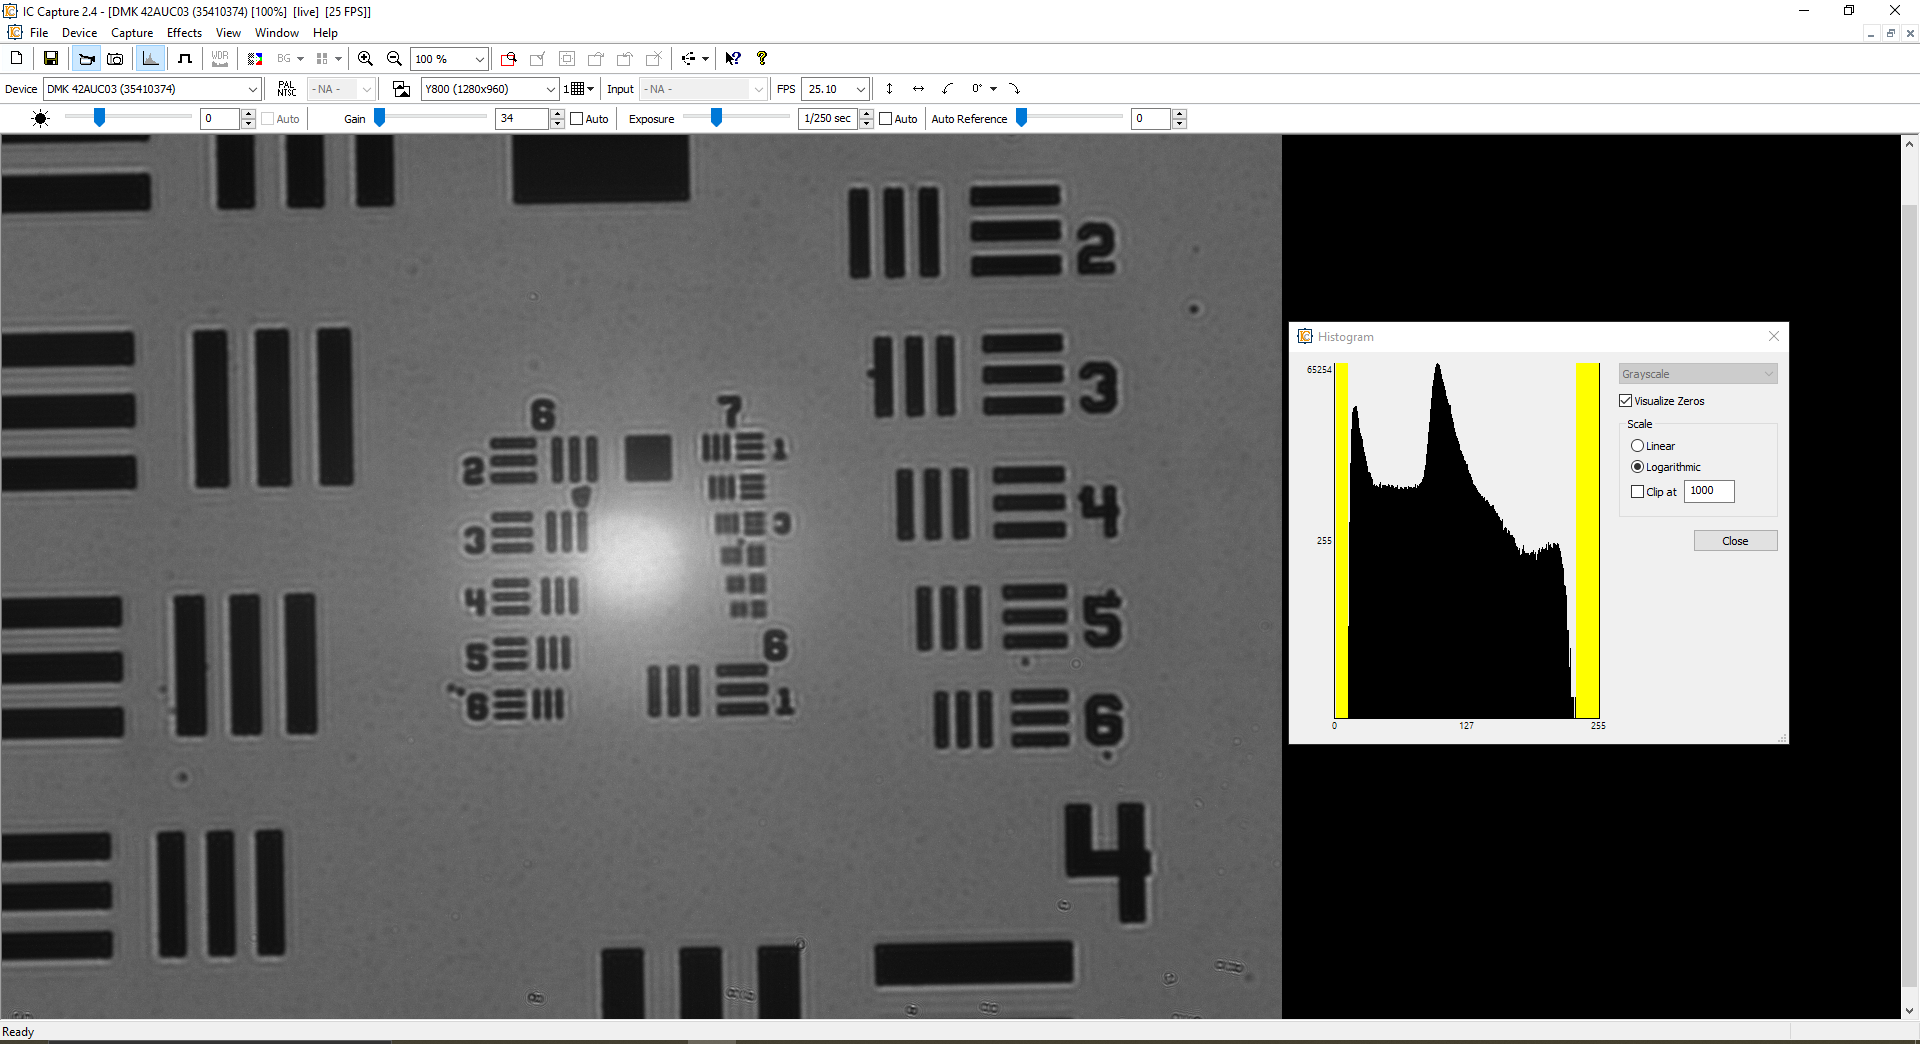 IC Capture 2.4 - [DMK 42AUC03 (35410374) [100%]  [live]  [25 FPS]]
File Device Capture Effects View Window Help
WDR BG 100 %
Device DMK 42AUC03 (35410374) PAL NTSC - NA - Y800 (1280x960) 1 Input - NA - FPS 25.10 0°
0 Auto Gain 34 Auto Exposure 1/250 sec Auto Auto Reference 0
2
3
4
5
6
4
6
2
3
4
5
6
7
1
3
6
1
Histogram
65254
255
0 127 255
Grayscale
Visualize Zeros
Scale
Linear
Logarithmic
Clip at 1000
Close
Ready